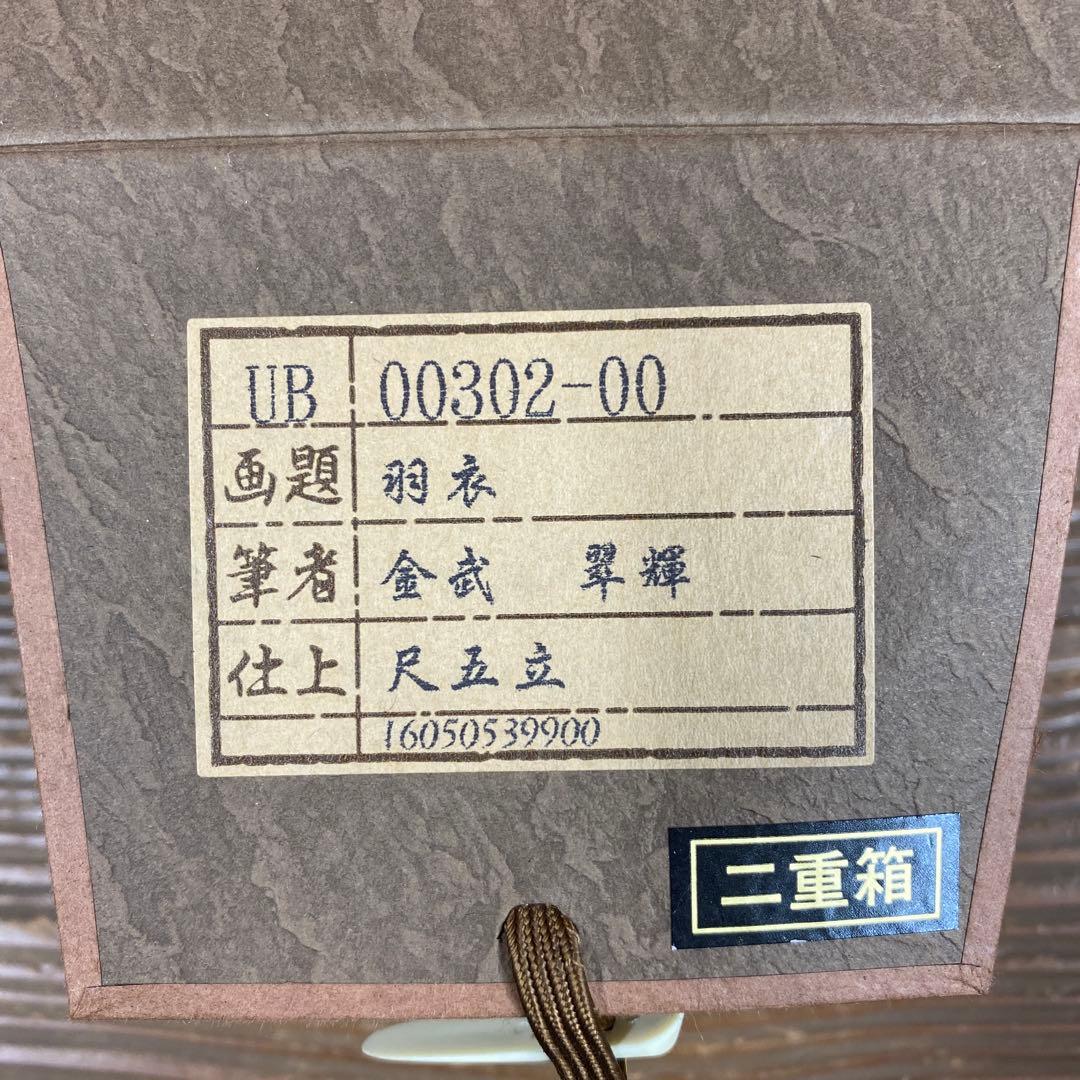 UB 00302-00
画題 羽衣
筆者 金武 翠輝
仕上 尺五立
16050539900
二重箱